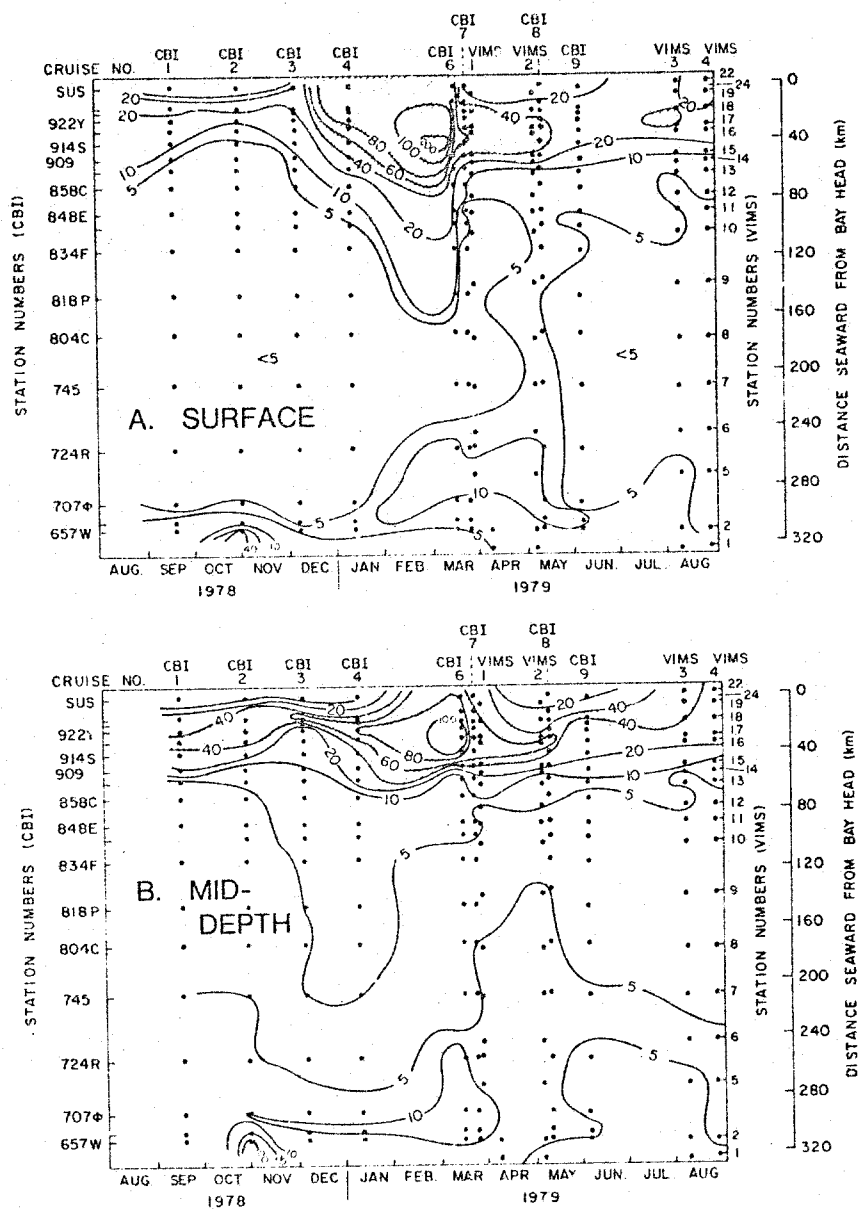 CBI CBI
7 8
CBI CBI CBI CBI CBI VIMS VIMS CBI VIMS VIMS
CRUISE NO. 1 2 3 4 6 1 2 9 3 4 22
SUS
922Y
914S
909
858C
848E
834F
818P
804C
745
724R
707Φ
657W
STATION NUMBERS (CBI)
20
20
10
5
5
10
20
40
60
80
100
20
40
20
10
5
5
5
10
5
5
20
40
10
<5
<5
A. SURFACE
24
19
18
17
16
15
14
13
12
11
10
9
8
7
6
5
2
1
STATION NUMBERS (VIMS)
0
40
80
120
160
200
240
280
320
DISTANCE SEAWARD FROM BAY HEAD (km)
AUG. SEP OCT NOV DEC. JAN FEB. MAR APR MAY JUN. JUL. AUG
1978 1979
CBI CBI
7 8
CBI CBI CBI CBI CBI VIMS VIMS CBI VIMS VIMS
CRUISE NO. 1 2 3 4 6 1 2 9 3 4 22
SUS
922Y
914S
909
858C
848E
834F
818P
804C
745
724R
707Φ
657W
STATION NUMBERS (CBI)
20
40
40
60
80
100
20
10
20
40
40
20
10
5
5
5
5
5
10
B. MID-
DEPTH
24
19
18
17
16
15
14
13
12
11
10
9
8
7
6
5
2
1
STATION NUMBERS (VIMS)
0
40
80
120
160
200
240
280
320
DISTANCE SEAWARD FROM BAY HEAD (km)
AUG. SEP OCT NOV DEC JAN FEB. MAR APR MAY JUN. JUL. AUG
1978 1979